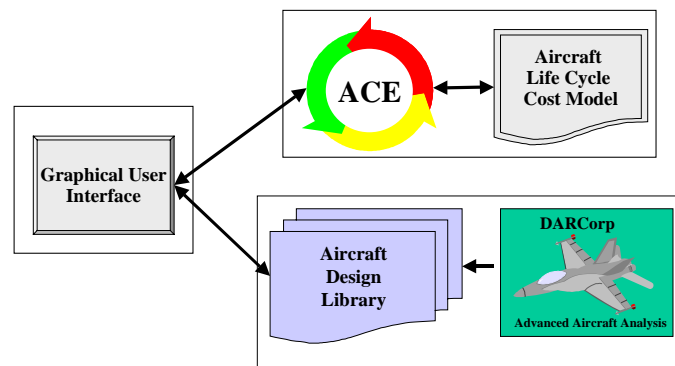 ACE
Aircraft
Life Cycle
Cost Model
Graphical User
Interface
Aircraft
Design
Library
DARCorp
Advanced Aircraft Analysis